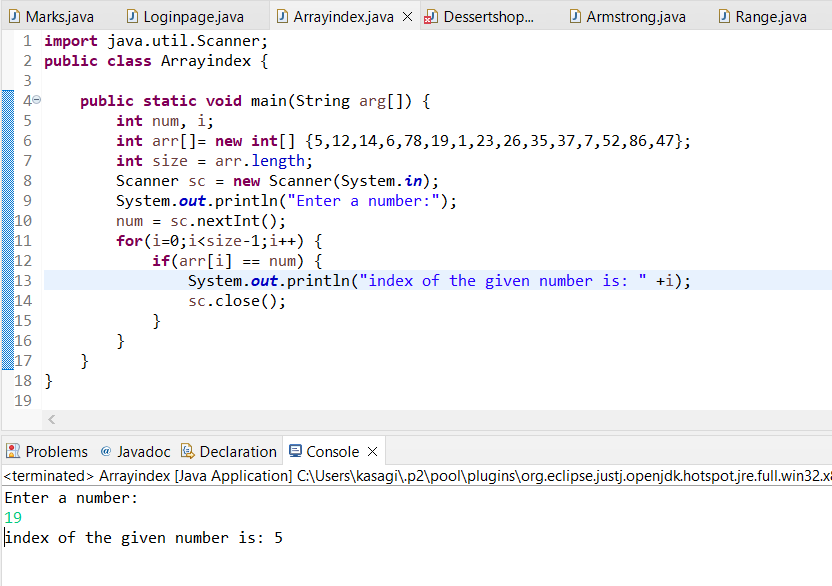 Marks.java Loginpage.java Arrayindex.java Dessertshop... Armstrong.java Range.java
1 import java.util.Scanner;
2 public class Arrayindex {
3
4 public static void main(String arg[]) {
5 int num, i;
6 int arr[]= new int[] {5,12,14,6,78,19,1,23,26,35,37,7,52,86,47};
7 int size = arr.length;
8 Scanner sc = new Scanner(System.in);
9 System.out.println("Enter a number:");
10 num = sc.nextInt();
11 for(i=0;i<size-1;i++) {
12 if(arr[i] == num) {
13 System.out.println("index of the given number is: " +i);
14 sc.close();
15 }
16 }
17 }
18 }
19
Problems @ Javadoc Declaration Console
<terminated> Arrayindex [Java Application] C:\Users\kasagi\.p2\pool\plugins\org.eclipse.justj.openjdk.hotspot.jre.full.win32.x
Enter a number:
19
index of the given number is: 5